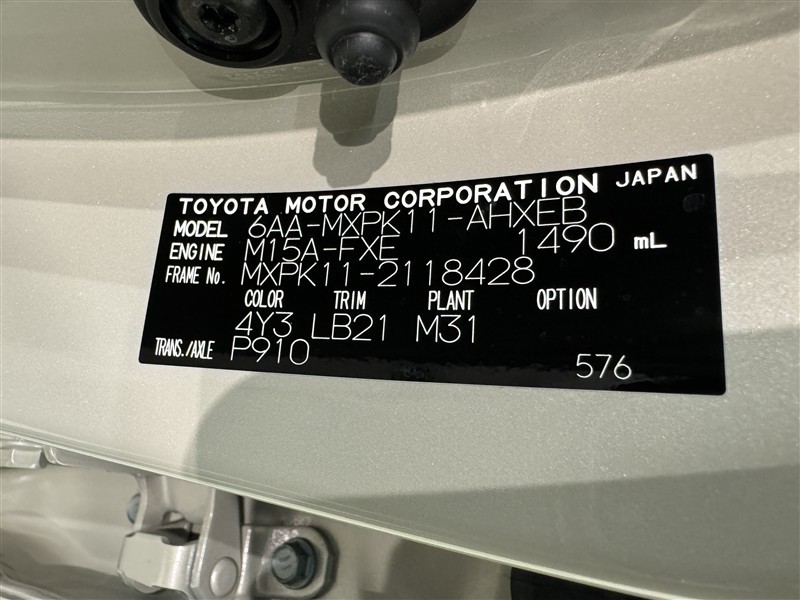 TOYOTA MOTOR CORPORATION JAPAN
MODEL 6AA-MXPK11-AHXEB
ENGINE M15A-FXE 1490 mL
FRAME No. MXPK11-2118428
COLOR TRIM PLANT OPTION
4Y3 LB21 M31
TRANS./AXLE P910
576